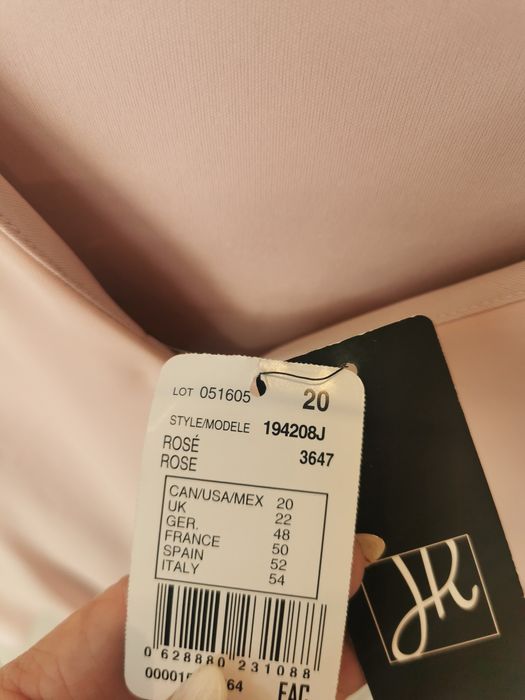 LOT 051605 20
STYLE/MODELE 194208J
ROSÉ 3647
ROSE
CAN/USA/MEX 20
UK 22
GER. 48
FRANCE 50
SPAIN 52
ITALY 54
0 628880 231088
EAC
JK